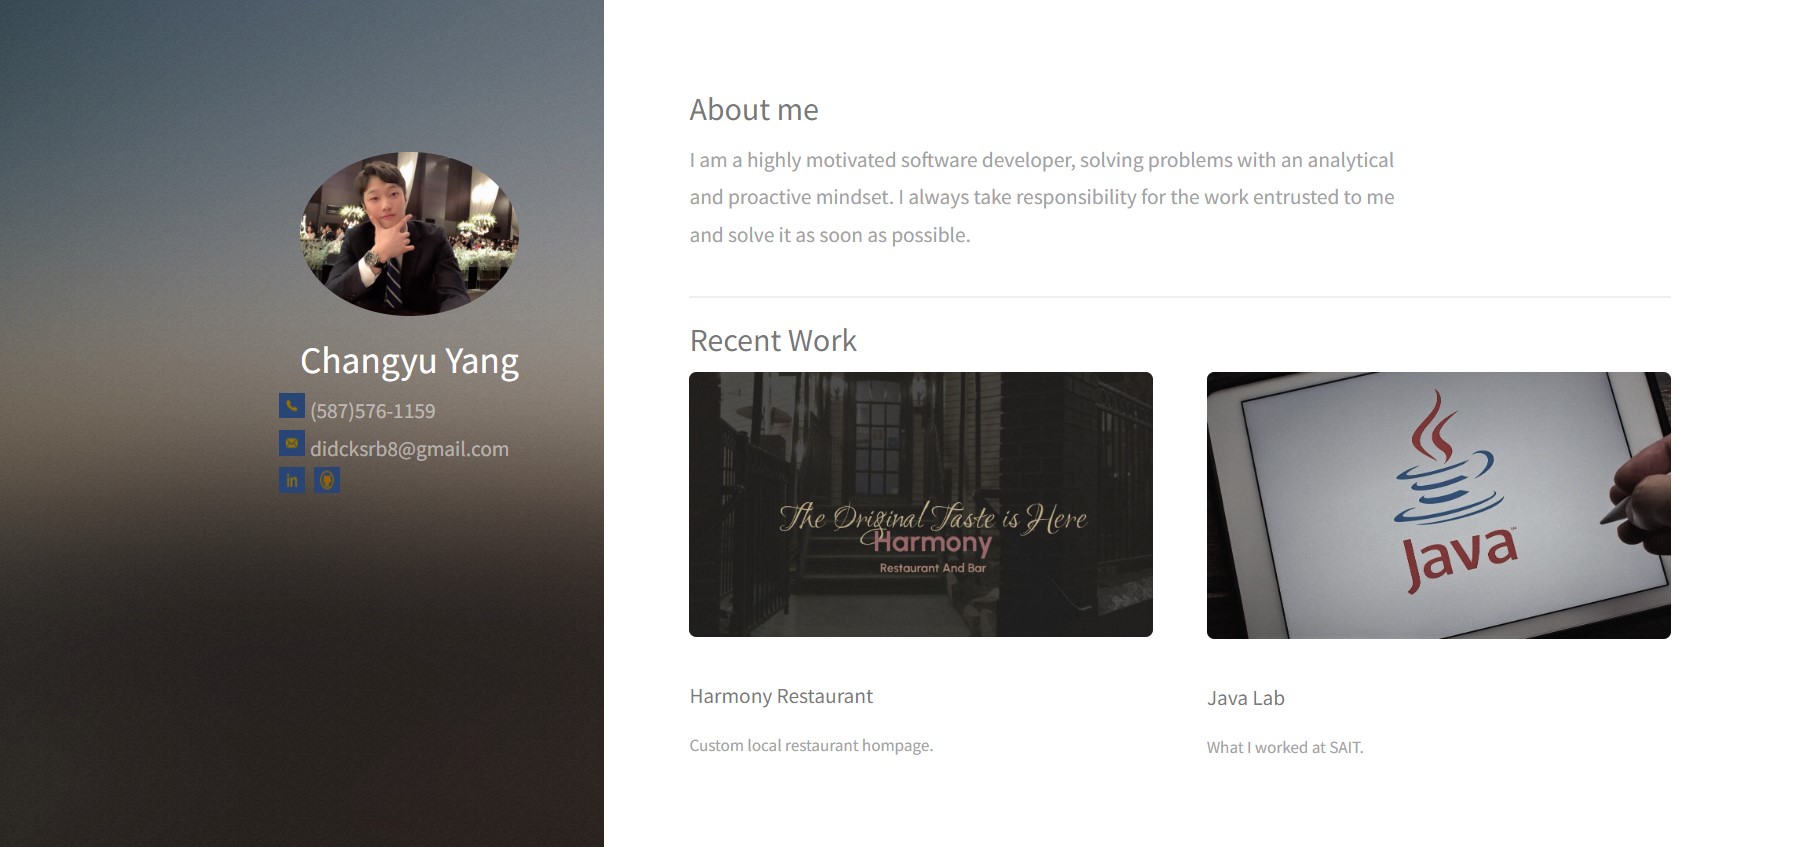 Changyu Yang
(587)576-1159
didcksrb8@gmail.com
in
About me
I am a highly motivated software developer, solving problems with an analytical
and proactive mindset. I always take responsibility for the work entrusted to me
and solve it as soon as possible.
Recent Work
The Original Taste is Here
Harmony
Restaurant And Bar
Java™
Harmony Restaurant
Custom local restaurant hompage.
Java Lab
What I worked at SAIT.